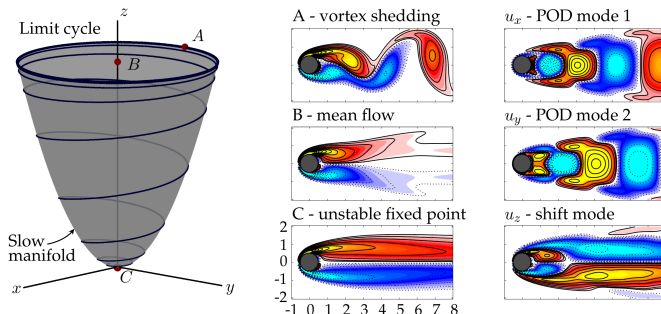 Limit cycle
z
A
B
Slow
manifold
C
x
y
A - vortex shedding
B - mean flow
C - unstable fixed point
2
1
0
-1
-2
-1 0 1 2 3 4 5 6 7 8
u_x - POD mode 1
u_y - POD mode 2
u_z - shift mode